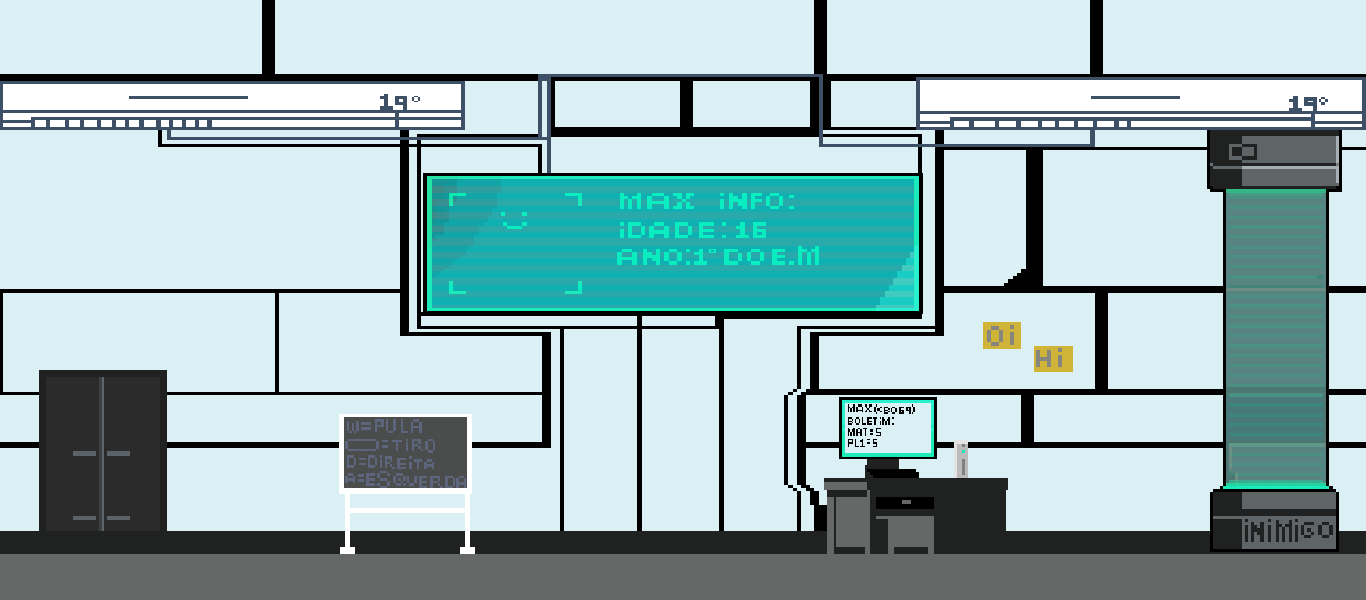 19°
19°
MAX iNFO:
iDADE:16
ANO:1°DO E.M
Oi
Hi
MAX(<BO69)
BOLETiM:
MAT=5
PL1=5
W=PULA
=TiRO
D=DiREiTA
A=ESQUERDA
iNiMiGO